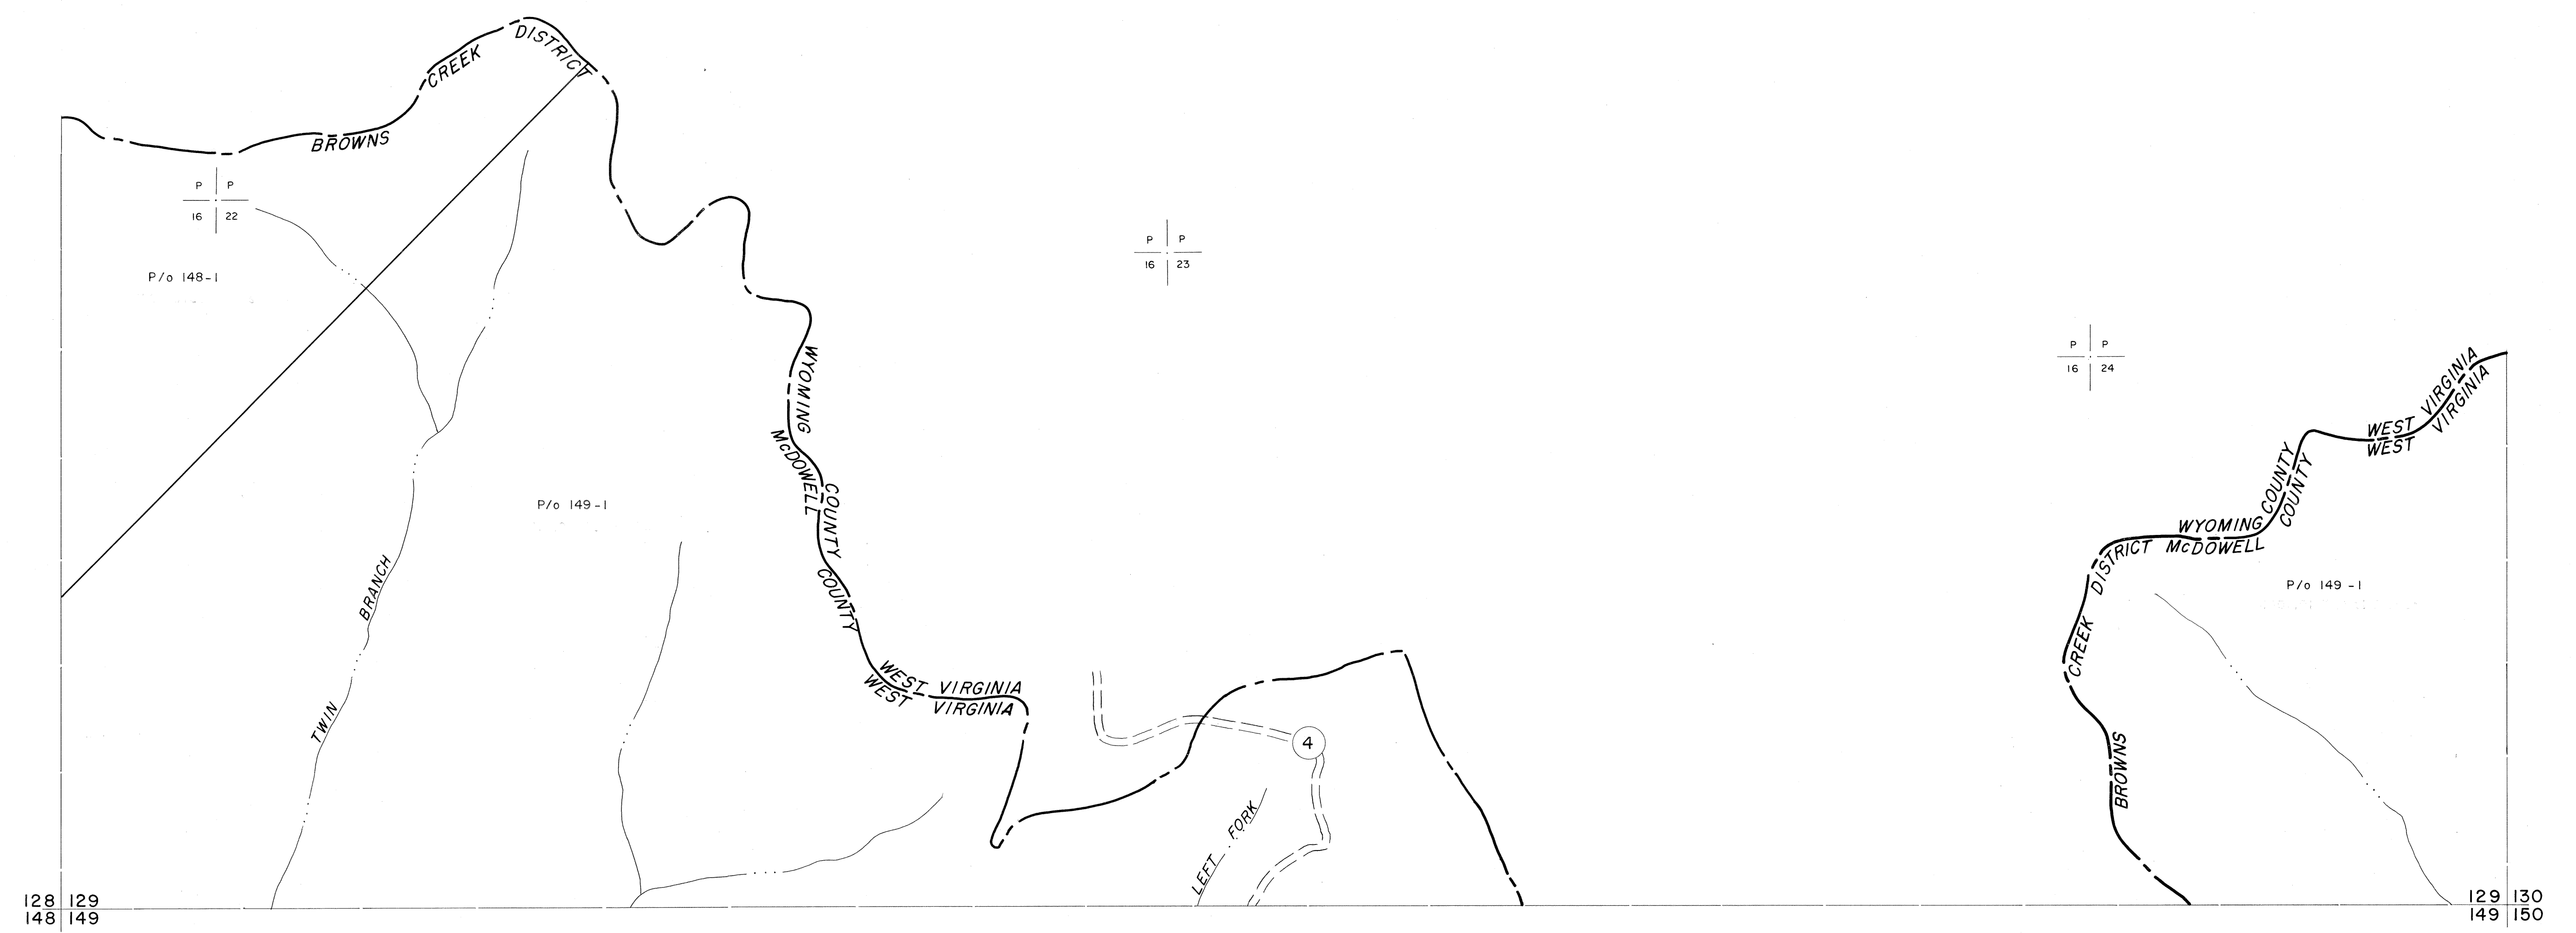 BROWNS CREEK DISTRICT
P P
16 22
P/o 148-1
P P
16 23
P P
16 24
WYOMING COUNTY WEST VIRGINIA
McDOWELL COUNTY WEST VIRGINIA
P/o 149-1
TWIN BRANCH
4
LEFT FORK
WYOMING COUNTY WEST VIRGINIA
McDOWELL COUNTY WEST VIRGINIA
BROWNS CREEK DISTRICT
P/o 149-1
128 129
148 149
129 130
149 150